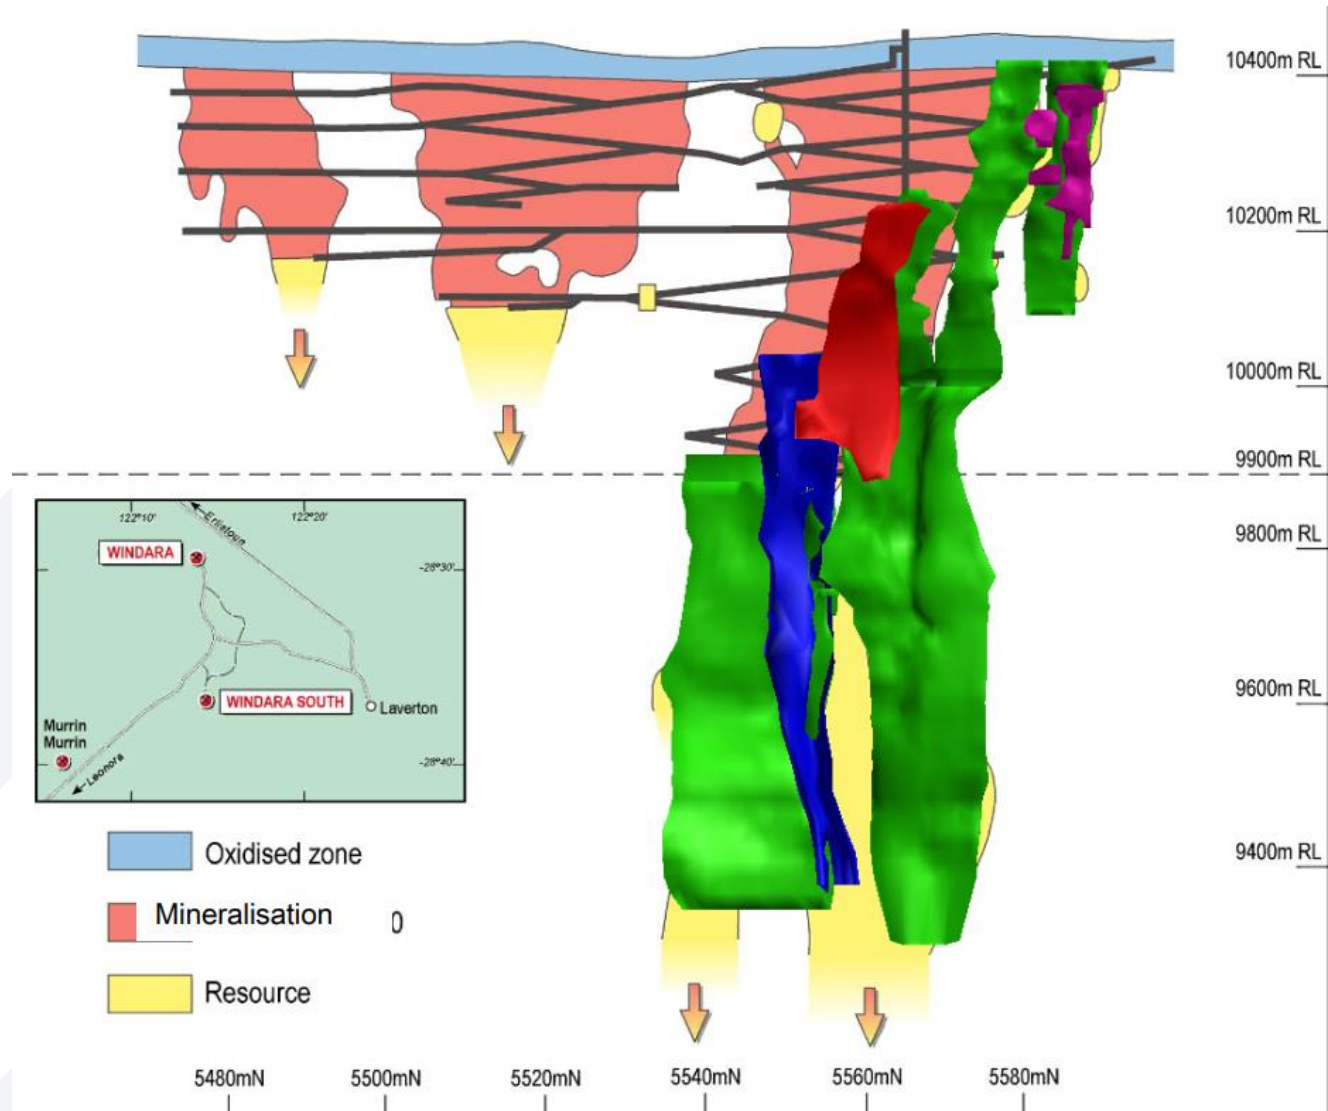 10400m RL
10200m RL
10000m RL
9900m RL
9800m RL
9600m RL
9400m RL
122°10'
122°20'
Erlistoun
WINDARA
-28°30'
WINDARA SOUTH
Laverton
Murrin
Murrin
Leonora
-28°40'
Oxidised zone
Mineralisation
0
Resource
5480mN
5500mN
5520mN
5540mN
5560mN
5580mN